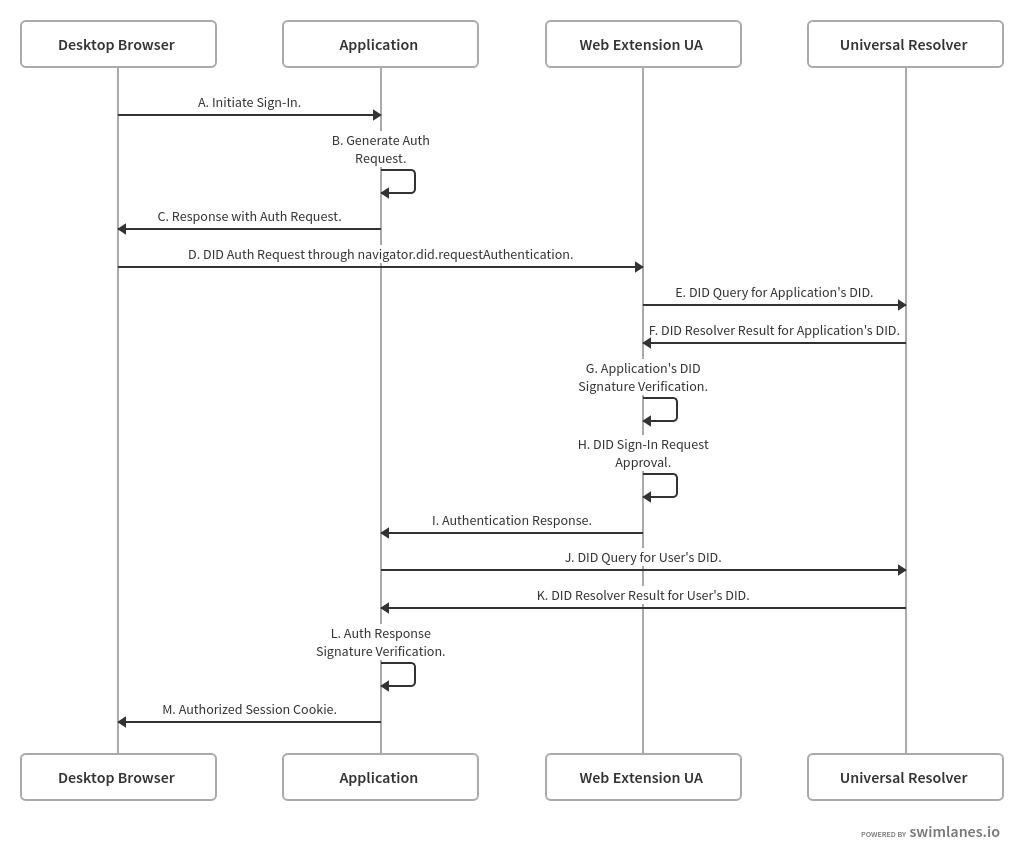 Desktop Browser
Application
Web Extension UA
Universal Resolver
A. Initiate Sign-In.
B. Generate Auth
Request.
C. Response with Auth Request.
D. DID Auth Request through navigator.did.requestAuthentication.
E. DID Query for Application's DID.
F. DID Resolver Result for Application's DID.
G. Application's DID
Signature Verification.
H. DID Sign-In Request
Approval.
I. Authentication Response.
J. DID Query for User's DID.
K. DID Resolver Result for User's DID.
L. Auth Response
Signature Verification.
M. Authorized Session Cookie.
Desktop Browser
Application
Web Extension UA
Universal Resolver
POWERED BY swimlanes.io